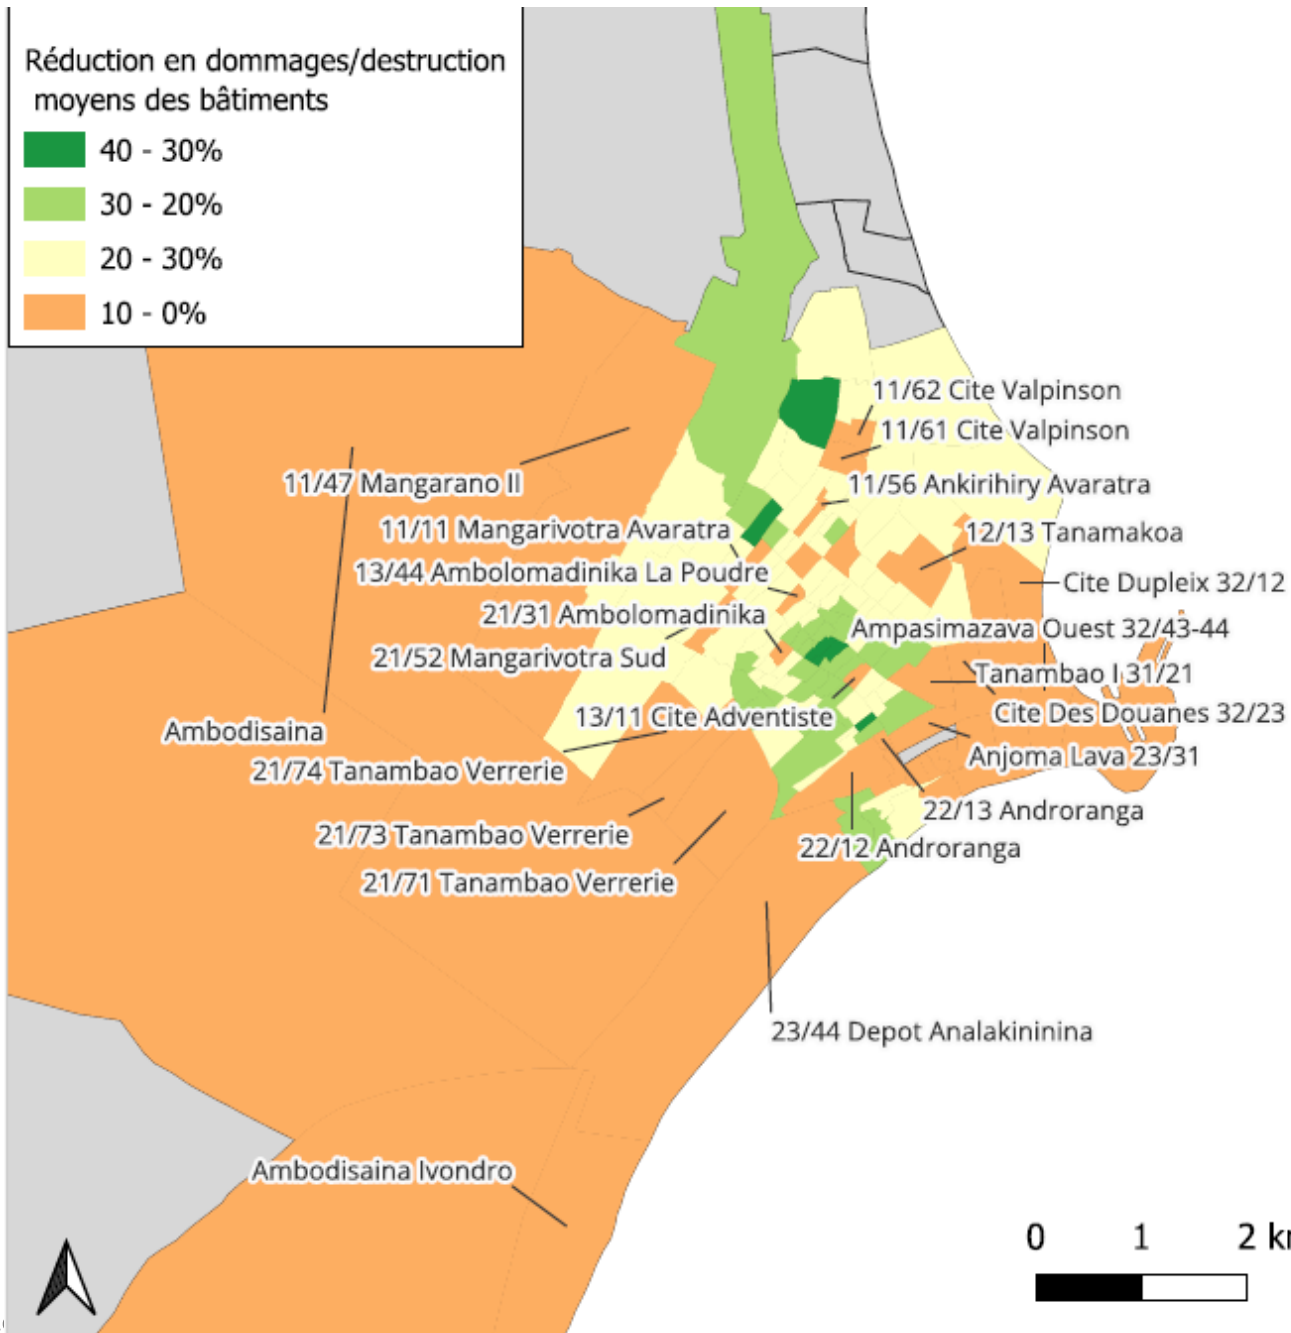 Réduction en dommages/destruction
moyens des bâtiments
40 - 30%
30 - 20%
20 - 30%
10 - 0%
11/62 Cite Valpinson
11/61 Cite Valpinson
11/47 Mangarano II
11/56 Ankirihiry Avaratra
11/11 Mangarivotra Avaratra
12/13 Tanamakoa
13/44 Ambolomadinika La Poudre
Cite Dupleix 32/12
21/31 Ambolomadinika
Ampasimazava Ouest 32/43-44
21/52 Mangarivotra Sud
Tanambao I 31/21
13/11 Cite Adventiste
Cite Des Douanes 32/23
Ambodisaina
Anjoma Lava 23/31
21/74 Tanambao Verrerie
22/13 Androranga
21/73 Tanambao Verrerie
22/12 Androranga
21/71 Tanambao Verrerie
23/44 Depot Analakininina
Ambodisaina Ivondro
0 1 2 km